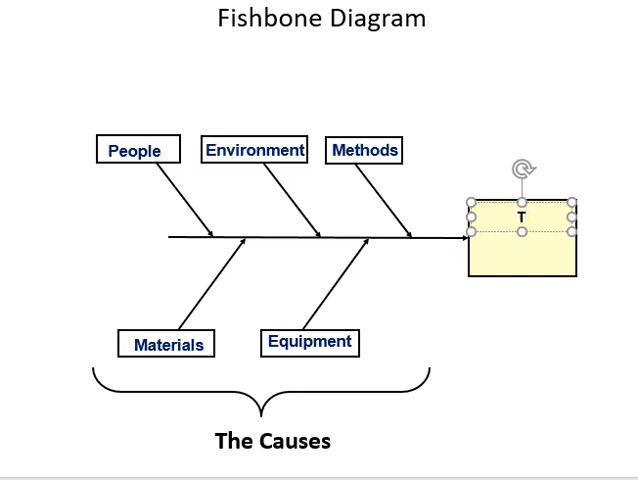 Fishbone Diagram
People
Environment
Methods
T
Materials
Equipment
The Causes